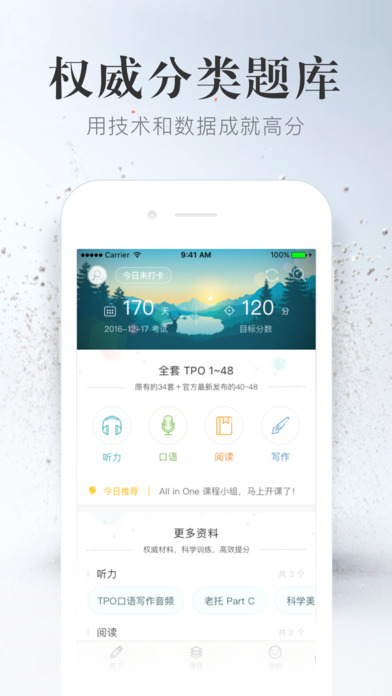 权威分类题库
用技术和数据成就高分
Carrier 9:41 AM 100%
今日未打卡
170 天 120 分
2016-12-17 考试 目标分数
全套 TPO 1~48
原有的34套+官方最新发布的40-48
听力 口语 阅读 写作
今日推荐 All in One 课程小组，马上开课了！
更多资料
权威材料，科学训练，高效提分
听力 共 3 个
TPO口语写作音频 老托 Part C 科学美
阅读 共 2 个
练习 课程 我的